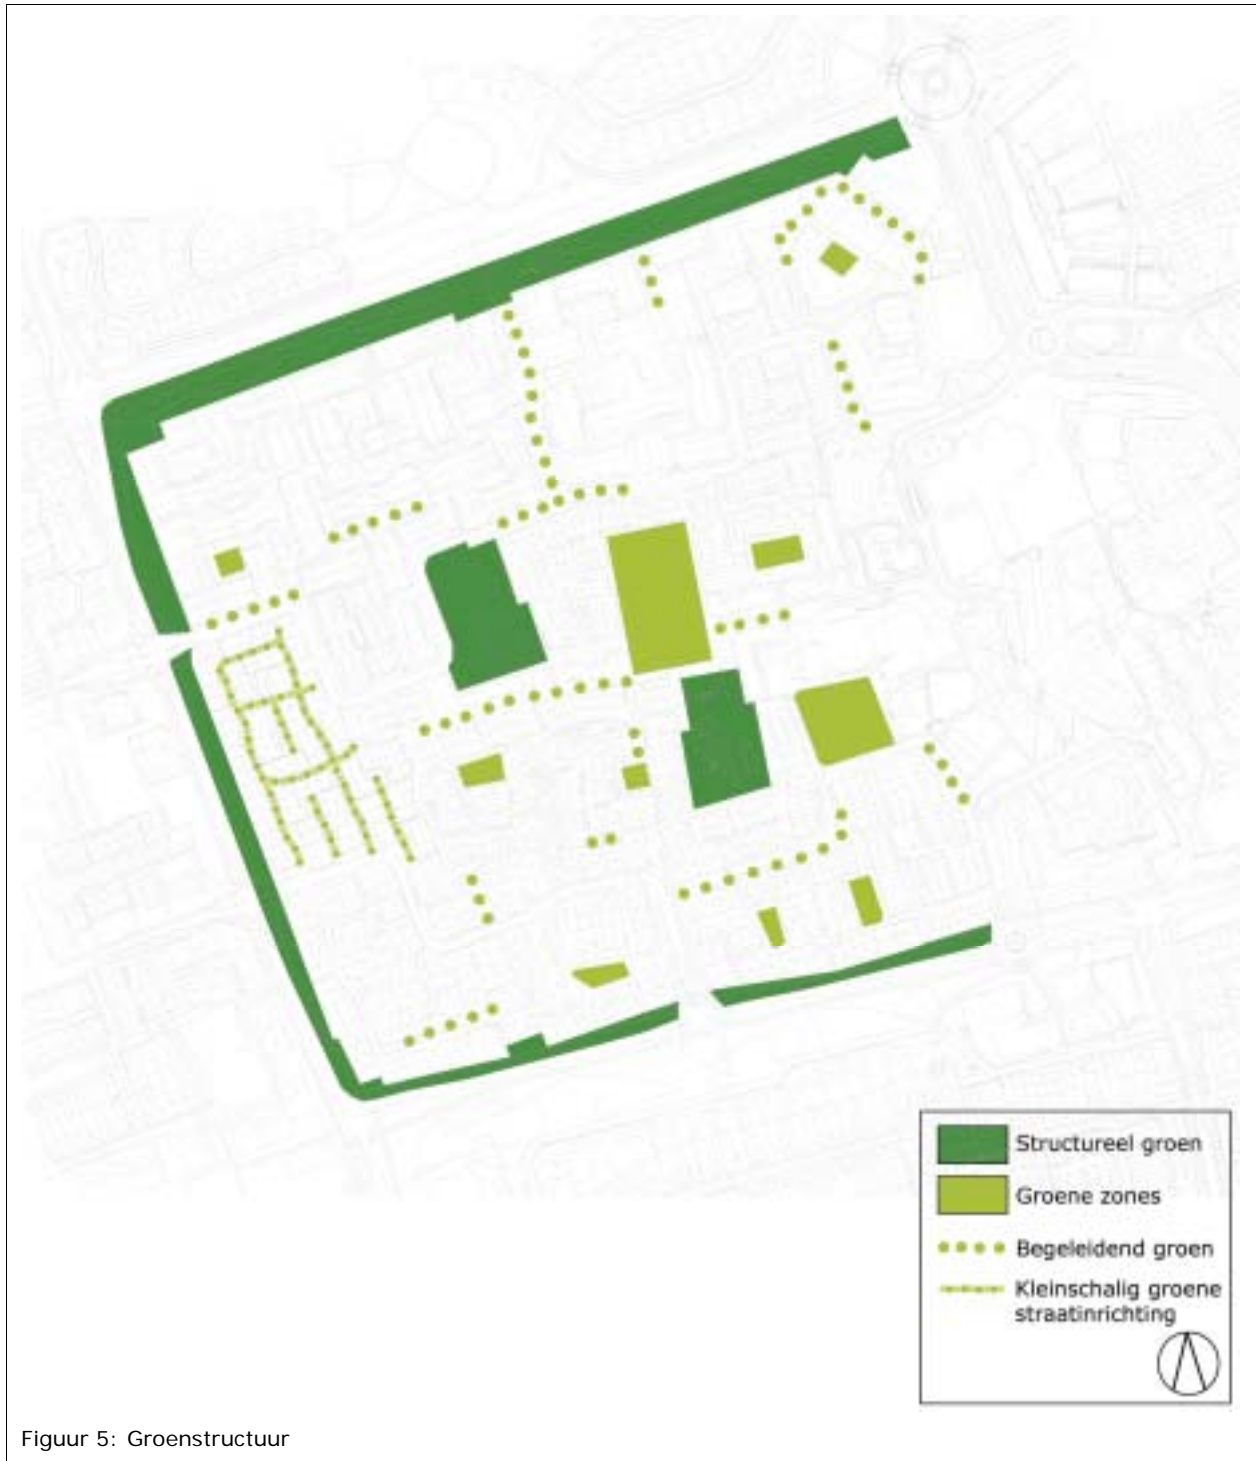 Structureel groen
Groene zones
Begeleidend groen
Kleinschalig groene
straatinrichting
Figuur 5: Groenstructuur